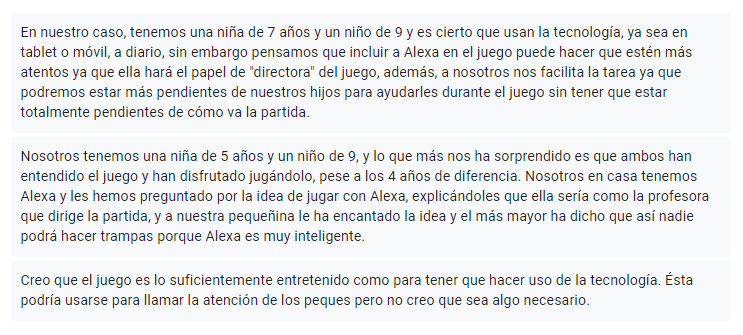 En nuestro caso, tenemos una niña de 7 años y un niño de 9 y es cierto que usan la tecnología, ya sea en
tablet o móvil, a diario, sin embargo pensamos que incluir a Alexa en el juego puede hacer que estén más
atentos ya que ella hará el papel de "directora" del juego, además, a nosotros nos facilita la tarea ya que
podremos estar más pendientes de nuestros hijos para ayudarles durante el juego sin tener que estar
totalmente pendientes de cómo va la partida.
Nosotros tenemos una niña de 5 años y un niño de 9, y lo que más nos ha sorprendido es que ambos han
entendido el juego y han disfrutado jugándolo, pese a los 4 años de diferencia. Nosotros en casa tenemos
Alexa y les hemos preguntado por la idea de jugar con Alexa, explicándoles que ella sería como la profesora
que dirige la partida, y a nuestra pequeñina le ha encantado la idea y el más mayor ha dicho que así nadie
podrá hacer trampas porque Alexa es muy inteligente.
Creo que el juego es lo suficientemente entretenido como para tener que hacer uso de la tecnología. Ésta
podría usarse para llamar la atención de los peques pero no creo que sea algo necesario.